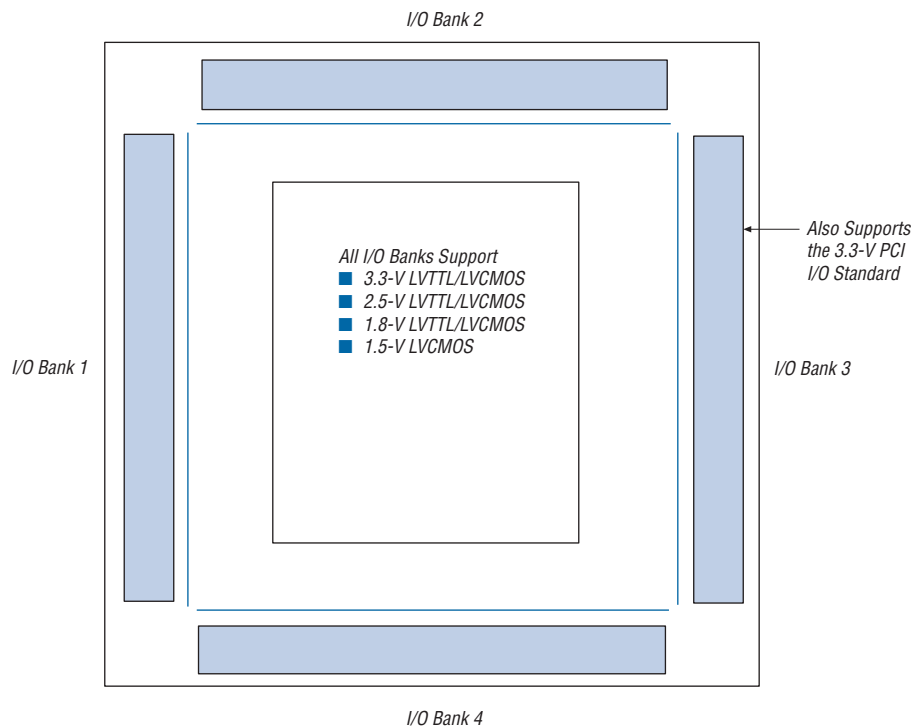 I/O Bank 2
All I/O Banks Support
3.3-V LVTTL/LVCMOS
2.5-V LVTTL/LVCMOS
1.8-V LVTTL/LVCMOS
1.5-V LVCMOS
Also Supports
the 3.3-V PCI
I/O Standard
I/O Bank 1
I/O Bank 3
I/O Bank 4